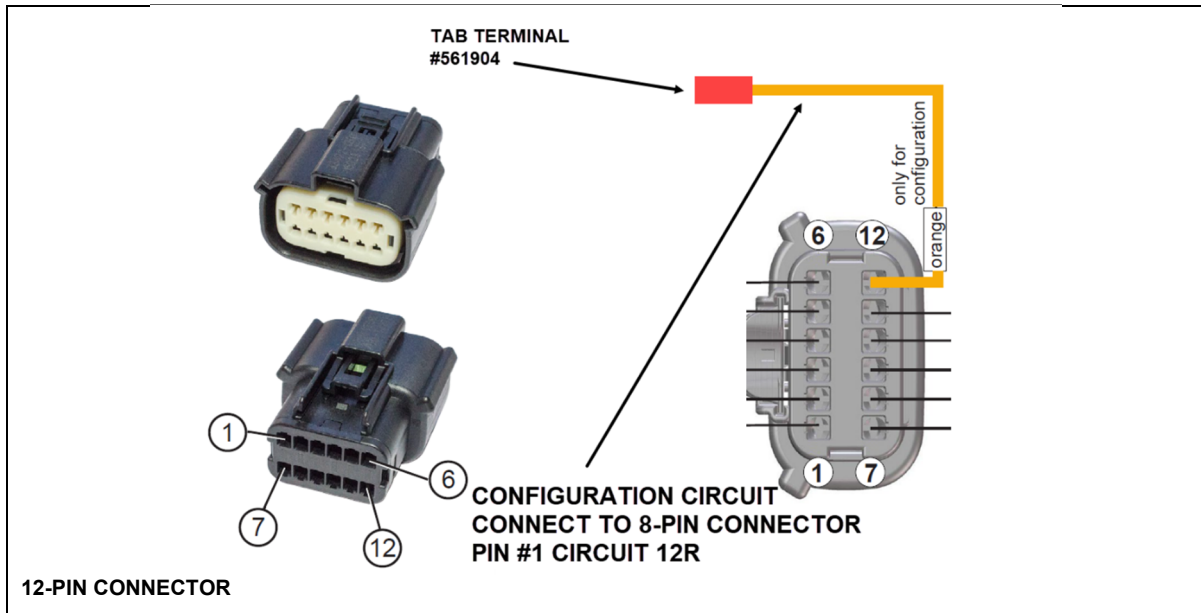 TAB TERMINAL
#561904
only for
configuration
orange
6
12
1
7
1
6
7
12
CONFIGURATION CIRCUIT
CONNECT TO 8-PIN CONNECTOR
PIN #1 CIRCUIT 12R
12-PIN CONNECTOR